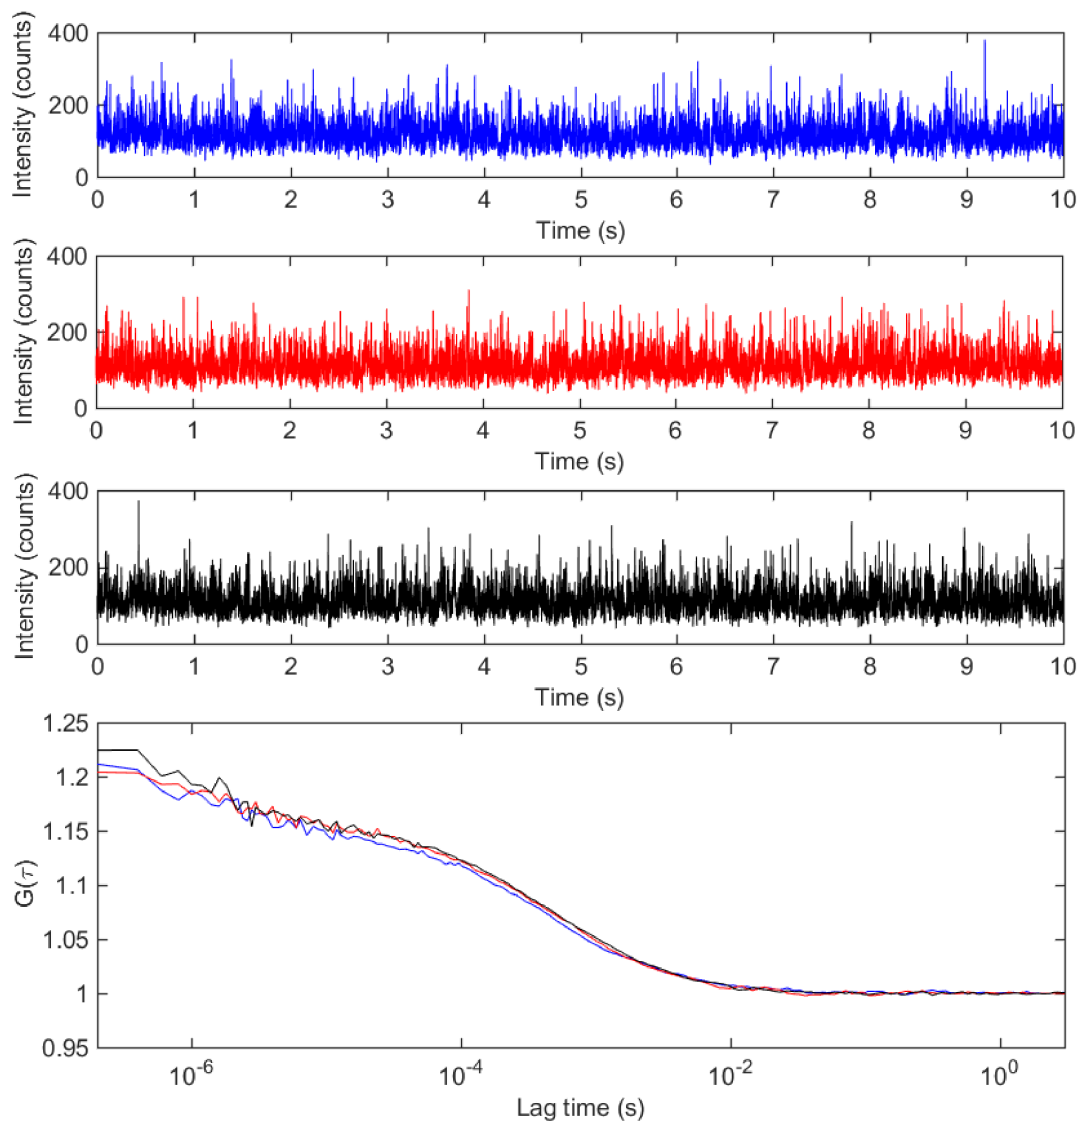 400
200
0
Intensity (counts)
0 1 2 3 4 5 6 7 8 9 10
Time (s)
400
200
0
Intensity (counts)
0 1 2 3 4 5 6 7 8 9 10
Time (s)
400
200
0
Intensity (counts)
0 1 2 3 4 5 6 7 8 9 10
Time (s)
1.25
1.2
1.15
1.1
1.05
1
0.95
G(τ)
10^-6 10^-4 10^-2 10^0
Lag time (s)